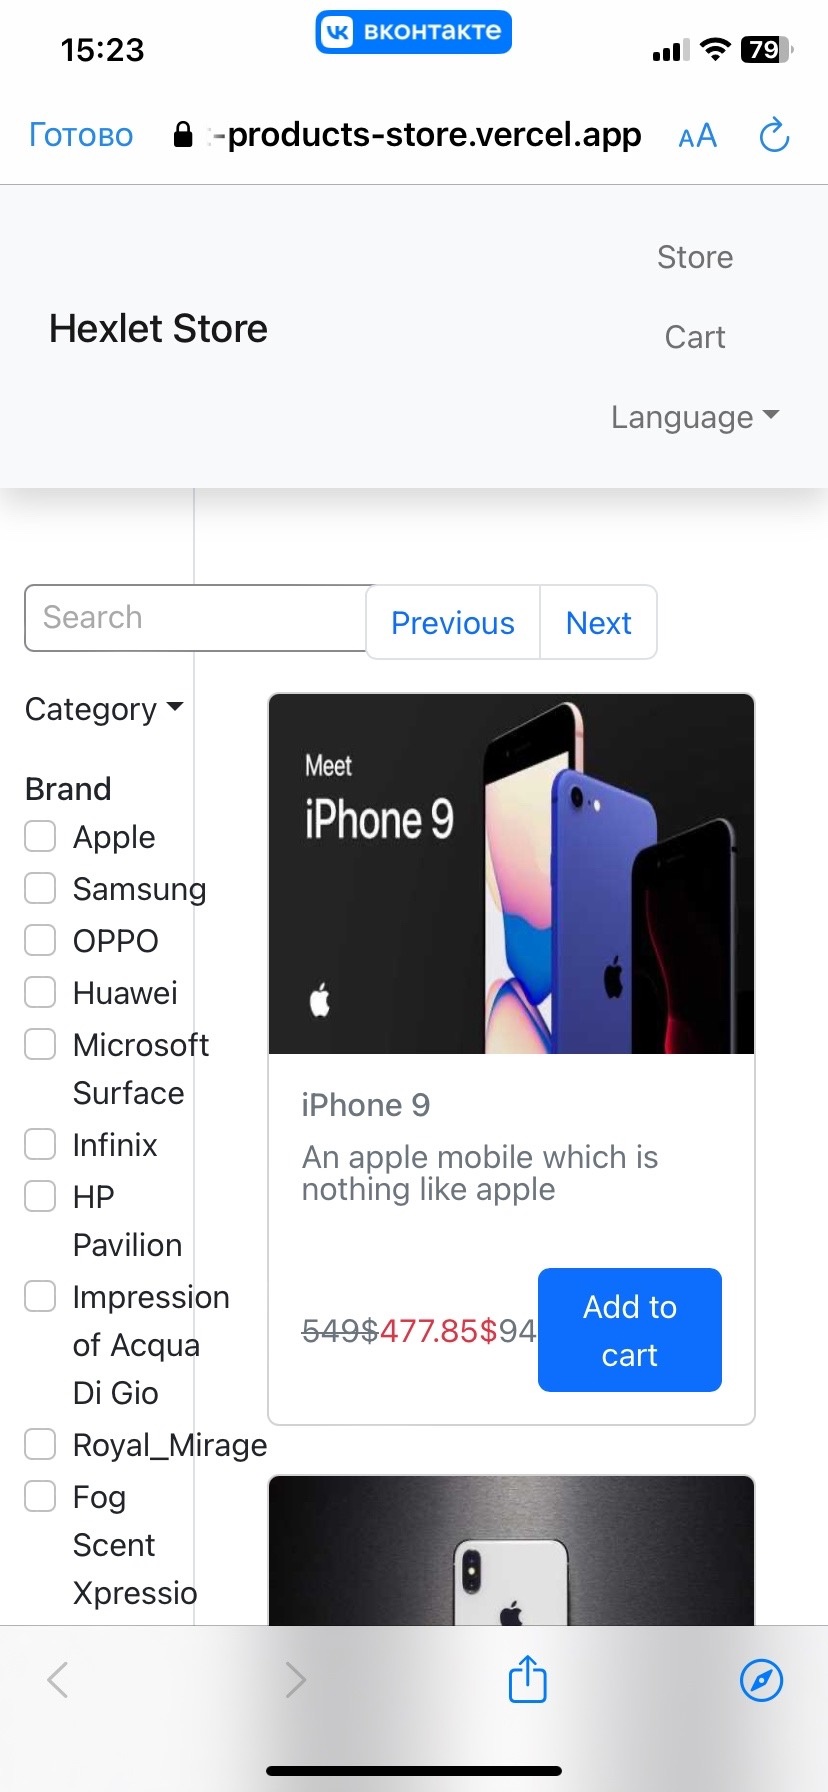 15:23
вконтакте
79
Готово
-products-store.vercel.app
AA
Hexlet Store
Store
Cart
Language
Search
Previous
Next
Category
Brand
Apple
Samsung
OPPO
Huawei
Microsoft
Surface
Infinix
HP
Pavilion
Impression
of Acqua
Di Gio
Royal_Mirage
Fog
Scent
Xpressio
Meet
iPhone 9
iPhone 9
An apple mobile which is
nothing like apple
549$477.85$94
Add to
cart